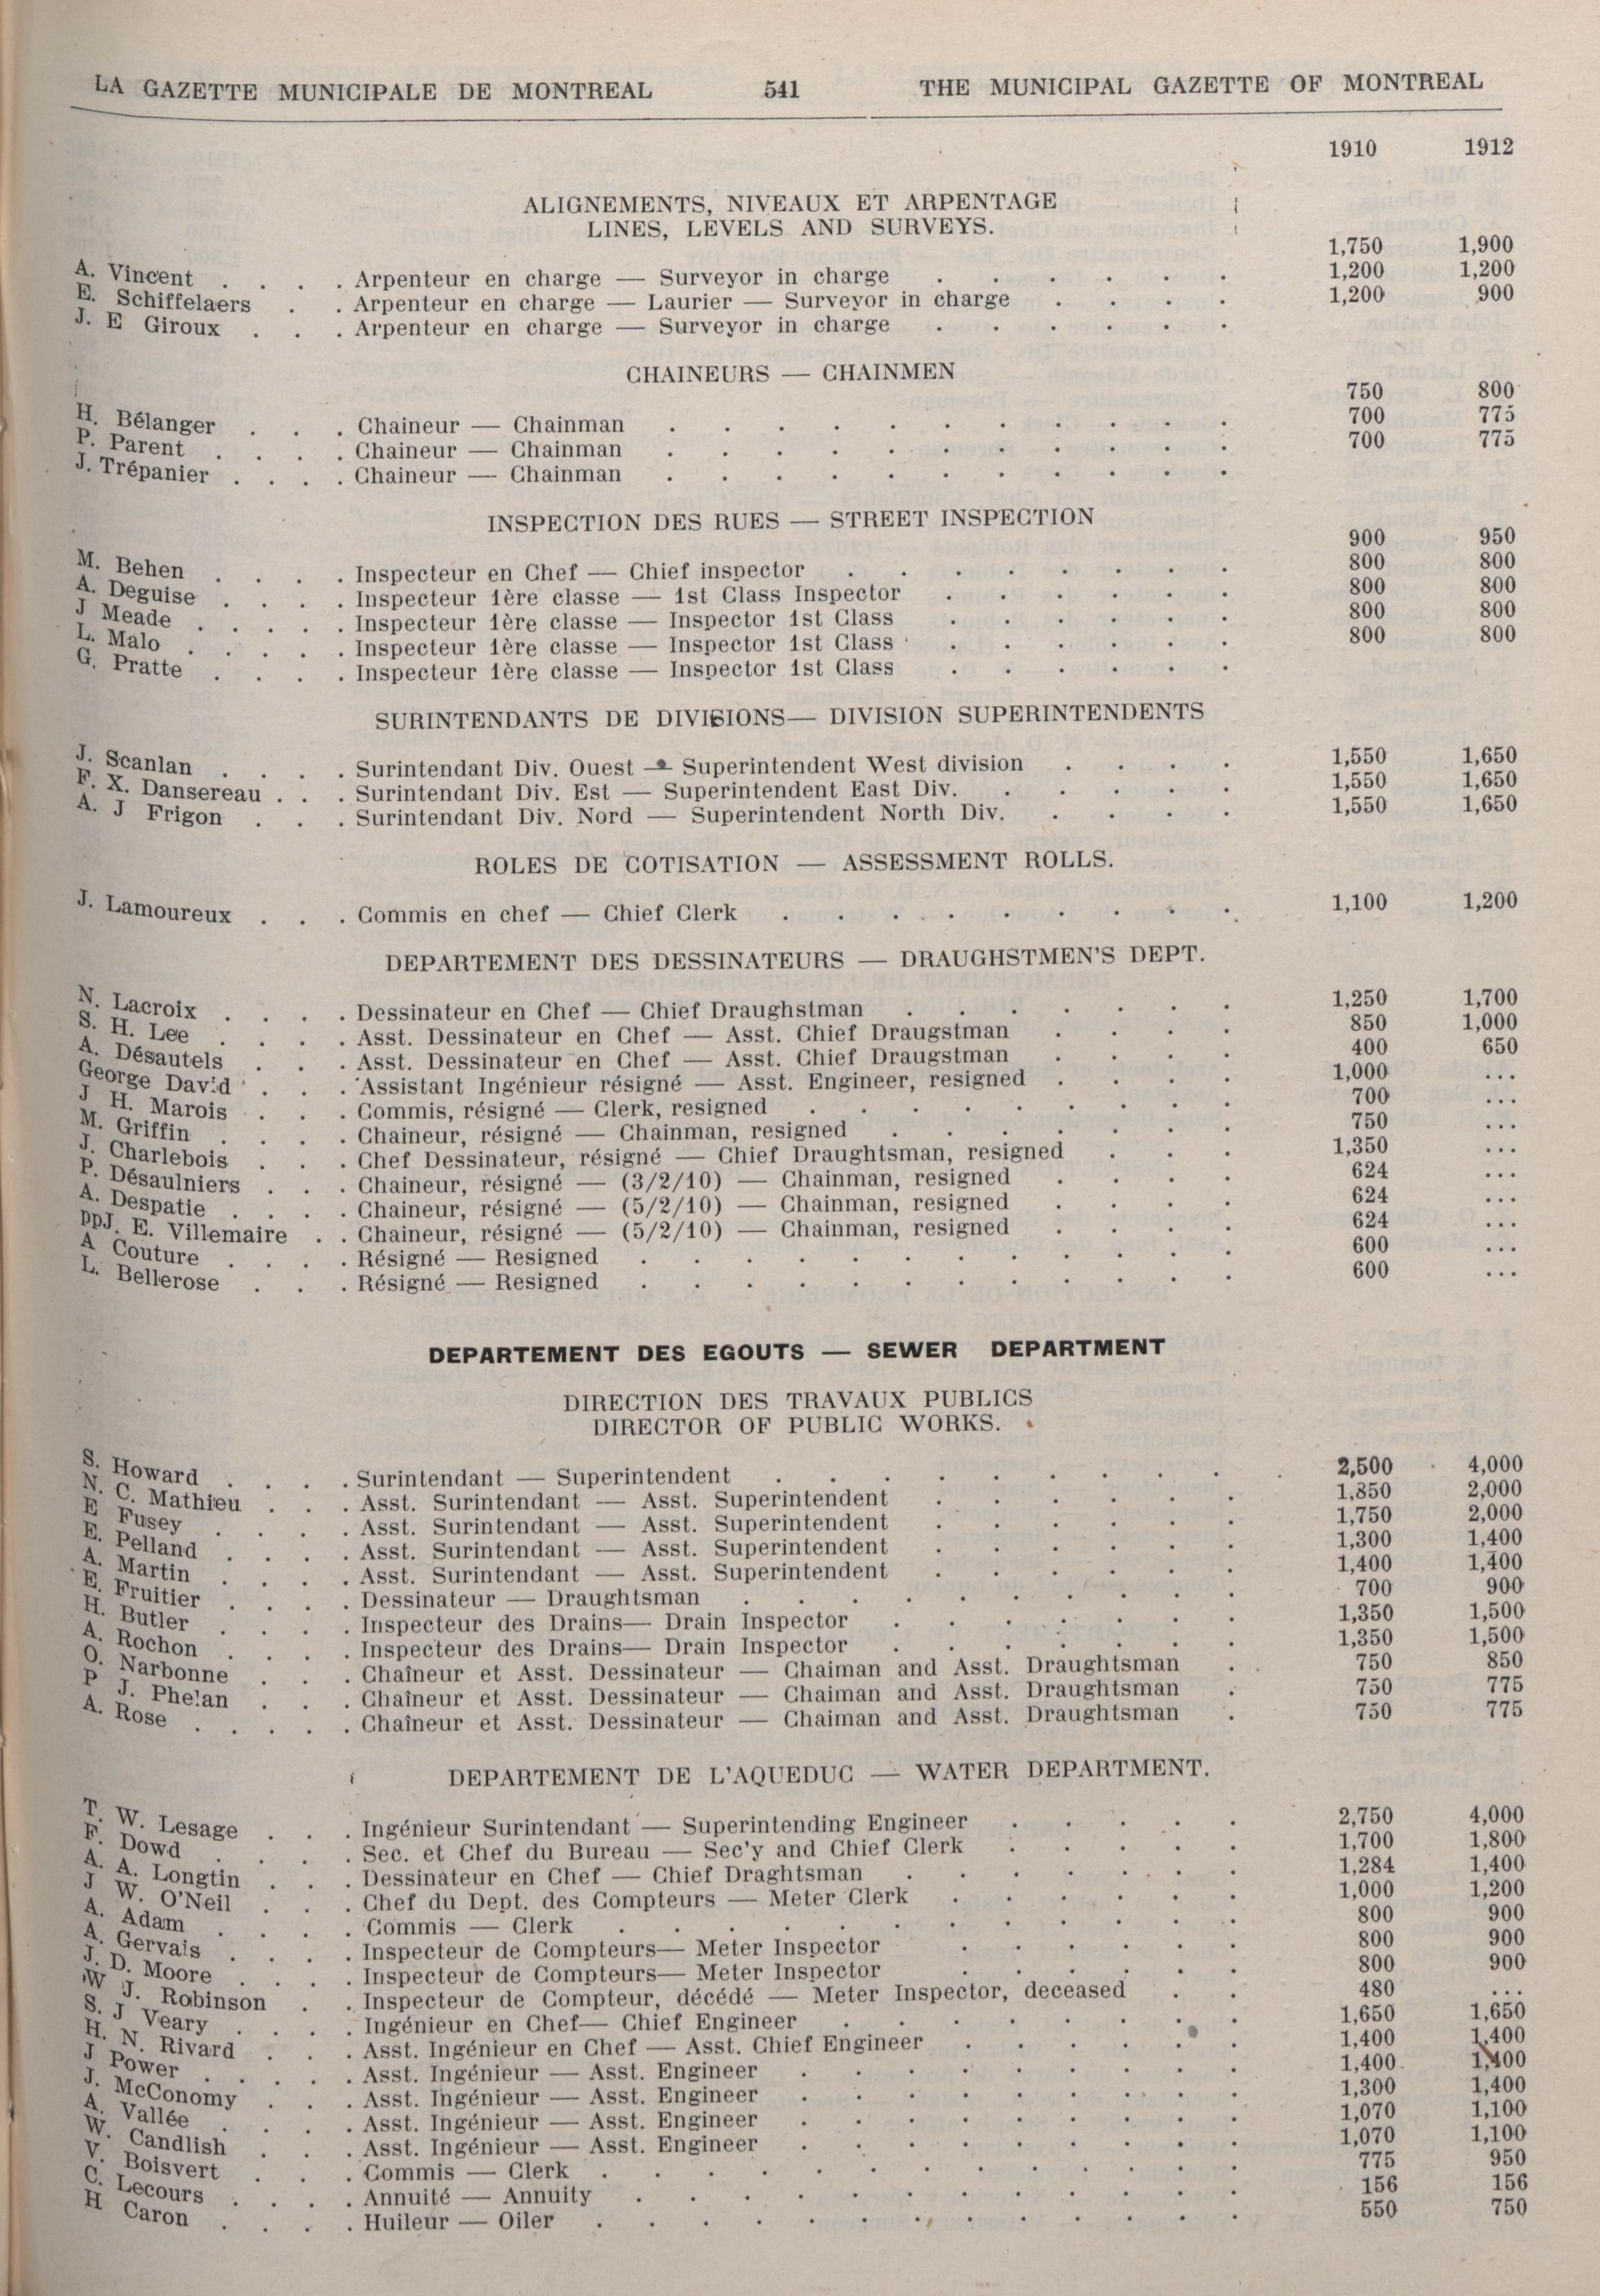 LA GAZETTE MUNICIPALE DE MONTREAL 541 THE MUNICIPAL GAZETTE OF MONTREAL
1910 1912
ALIGNEMENTS, NIVEAUX ET ARPENTAGE
LINES, LEVELS AND SURVEYS.
A. Vincent . . . . Arpenteur en charge — Surveyor in charge . . . . . . 1,750 1,900
E. Schiffelaers . . Arpenteur en charge — Laurier — Surveyor in charge . . . . 1,200 1,200
J. E Giroux . . . Arpenteur en charge — Surveyor in charge . . . . . . 1,200 900
CHAINEURS — CHAINMEN
H. Bélanger . . . Chaineur — Chainman . . . . . . . . . . . 750 800
P. Parent . . . . Chaineur — Chainman . . . . . . . . . . . 700 775
J. Trépanier . . . Chaineur — Chainman . . . . . . . . . . . 700 775
INSPECTION DES RUES — STREET INSPECTION
M. Behen . . . . Inspecteur en Chef — Chief inspector . . . . . . . . 900 950
A. Deguise . . . . Inspecteur 1ère classe — 1st Class Inspector . . . . . . 800 800
J Meade . . . . . Inspecteur 1ère classe — Inspector 1st Class . . . . . . 800 800
L. Malo . . . . . Inspecteur 1ère classe — Inspector 1st Class . . . . . . 800 800
G. Pratte . . . . Inspecteur 1ère classe — Inspector 1st Class . . . . . . 800 800
SURINTENDANTS DE DIVISIONS— DIVISION SUPERINTENDENTS
J. Scanlan . . . . Surintendant Div. Ouest — Superintendent West division . . . . 1,550 1,650
F. X. Dansereau . . . Surintendant Div. Est — Superintendent East Div. . . . . . 1,550 1,650
A. J Frigon . . . Surintendant Div. Nord — Superintendent North Div. . . . . 1,550 1,650
ROLES DE COTISATION — ASSESSMENT ROLLS.
J. Lamoureux . . . Commis en chef — Chief Clerk . . . . . . . . . 1,100 1,200
DEPARTEMENT DES DESSINATEURS — DRAUGHSTMEN'S DEPT.
N. Lacroix . . . . Dessinateur en Chef — Chief Draughstman . . . . . . . 1,250 1,700
S. H. Lee . . . . Asst. Dessinateur en Chef — Asst. Chief Draugstman . . . . 850 1,000
A. Désautels . . . Asst. Dessinateur en Chef — Asst. Chief Draugstman . . . . 400 650
George David . . . Assistant Ingénieur résigné — Asst. Engineer, resigned . . . . 1,000 ...
J H. Marois . . . Commis, résigné — Clerk, resigned . . . . . . . . . 700 ...
M. Griffin . . . . Chaineur, résigné — Chainman, resigned . . . . . . . 750 ...
J. Charlebois . . . Chef Dessinateur, résigné — Chief Draughtsman, resigned . . . 1,350 ...
P. Désaulniers . . . Chaineur, résigné — (3/2/10) — Chainman, resigned . . . . 624 ...
A. Despatie . . . . Chaineur, résigné — (5/2/10) — Chainman, resigned . . . . 624 ...
ppJ. E. Villemaire . . Chaineur, résigné — (5/2/10) — Chainman, resigned . . . . 624 ...
A Couture . . . . Résigné — Resigned . . . . . . . . . . . . 600 ...
L. Bellerose . . . Résigné — Resigned . . . . . . . . . . . . 600 ...
DEPARTEMENT DES EGOUTS — SEWER DEPARTMENT
DIRECTION DES TRAVAUX PUBLICS
DIRECTOR OF PUBLIC WORKS.
S. Howard . . . . Surintendant — Superintendent . . . . . . . . . 2,500 4,000
N. C. Mathieu . . . Asst. Surintendant — Asst. Superintendent . . . . . . 1,850 2,000
E Fusey . . . . Asst. Surintendant — Asst. Superintendent . . . . . . 1,750 2,000
E. Pelland . . . . Asst. Surintendant — Asst. Superintendent . . . . . . 1,300 1,400
A. Martin . . . . Asst. Surintendant — Asst. Superintendent . . . . . . 1,400 1,400
E. Fruitier . . . . Dessinateur — Draughtsman . . . . . . . . . 700 900
H. Butler . . . . Inspecteur des Drains— Drain Inspector . . . . . . . 1,350 1,500
A. Rochon . . . . Inspecteur des Drains— Drain Inspector . . . . . . . 1,350 1,500
O. Narbonne . . . Chaîneur et Asst. Dessinateur — Chaiman and Asst. Draughtsman . 750 850
P J. Phelan . . . Chaîneur et Asst. Dessinateur — Chaiman and Asst. Draughtsman . 750 775
A. Rose . . . . . Chaîneur et Asst. Dessinateur — Chaiman and Asst. Draughtsman . 750 775
DEPARTEMENT DE L'AQUEDUC — WATER DEPARTMENT.
T. W. Lesage . . . Ingénieur Surintendant — Superintending Engineer . . . . . 2,750 4,000
F. Dowd . . . . Sec. et Chef du Bureau — Sec'y and Chief Clerk . . . . . 1,700 1,800
A. A. Longtin . . . Dessinateur en Chef — Chief Draghtsman . . . . . . . 1,284 1,400
J W. O'Neil . . . Chef du Dept. des Compteurs — Meter Clerk . . . . . . 1,000 1,200
A. Adam . . . . Commis — Clerk . . . . . . . . . . . . 800 900
A. Gervais . . . . Inspecteur de Compteurs— Meter Inspector . . . . . . 800 900
J. D. Moore . . . . Inspecteur de Compteurs— Meter Inspector . . . . . . 800 900
W J. Robinson . . Inspecteur de Compteur, décédé — Meter Inspector, deceased . . 480 ...
S. J Veary . . . . Ingénieur en Chef— Chief Engineer . . . . . . . . 1,650 1,650
H. N. Rivard . . . Asst. Ingénieur en Chef — Asst. Chief Engineer . . . . . . 1,400 1,400
J Power . . . . Asst. Ingénieur — Asst. Engineer . . . . . . . . . 1,400 1,400
J. McConomy . . . Asst. Ingénieur — Asst. Engineer . . . . . . . . . 1,300 1,400
A. Vallée . . . . Asst. Ingénieur — Asst. Engineer . . . . . . . . . 1,070 1,100
W. Candlish . . . Asst. Ingénieur — Asst. Engineer . . . . . . . . . 1,070 1,100
V. Boisvert . . . Commis — Clerk . . . . . . . . . . . . 775 950
C. Lecours . . . . Annuité — Annuity . . . . . . . . . . . . 156 156
H Caron . . . . Huileur — Oiler . . . . . . . . . . . . 550 750